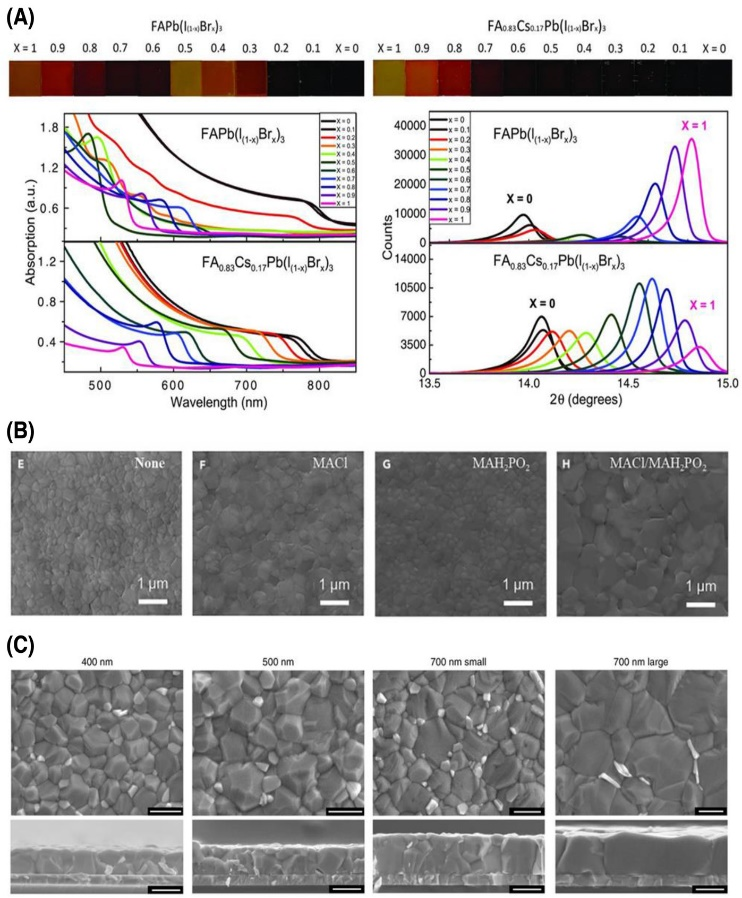 (A)
FAPb(I(1-x)Brx)3
X = 1 0.9 0.8 0.7 0.6 0.5 0.4 0.3 0.2 0.1 X= 0
FA0.83Cs0.17Pb(I(1-x)Brx)3
X = 1 0.9 0.8 0.7 0.6 0.5 0.4 0.3 0.2 0.1 X= 0
Absorption (a.u.)
1.8
1.2
0.6
FAPb(I(1-x)Brx)3
X = 0
X = 0.1
X = 0.2
X = 0.3
X = 0.4
X = 0.5
X = 0.6
X = 0.7
X = 0.8
X = 0.9
X = 1
1.2
0.8
0.4
FA0.83Cs0.17Pb(I(1-x)Brx)3
500 600 700 800
Wavelength (nm)
Counts
40000
30000
20000
10000
0
x = 0
x = 0.1
x = 0.2
x = 0.3
x = 0.4
x = 0.5
x = 0.6
x = 0.7
x = 0.8
x = 0.9
x = 1
FAPb(I(1-x)Brx)3
X = 1
X = 0
14000
10500
7000
3500
0
FA0.83Cs0.17Pb(I(1-x)Brx)3
X = 0
X = 1
13.5 14.0 14.5 15.0
2θ (degrees)
(B)
E None
1 µm
F MACl
1 µm
G MAH2PO2
1 µm
H MACl/MAH2PO2
1 µm
(C)
400 nm
500 nm
700 nm small
700 nm large